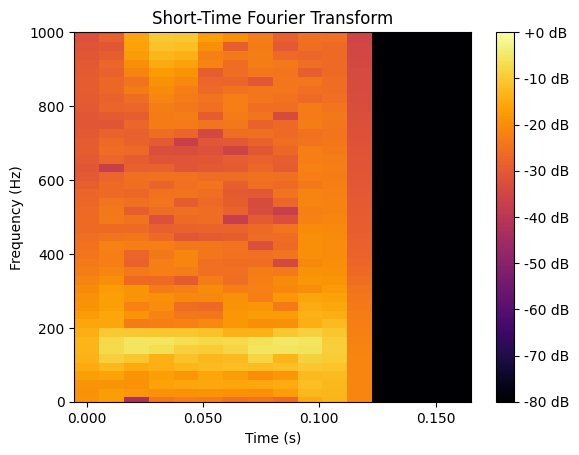 Short-Time Fourier Transform
1000
800
600
400
200
0
Frequency (Hz)
0.000
0.050
0.100
0.150
Time (s)
+0 dB
-10 dB
-20 dB
-30 dB
-40 dB
-50 dB
-60 dB
-70 dB
-80 dB